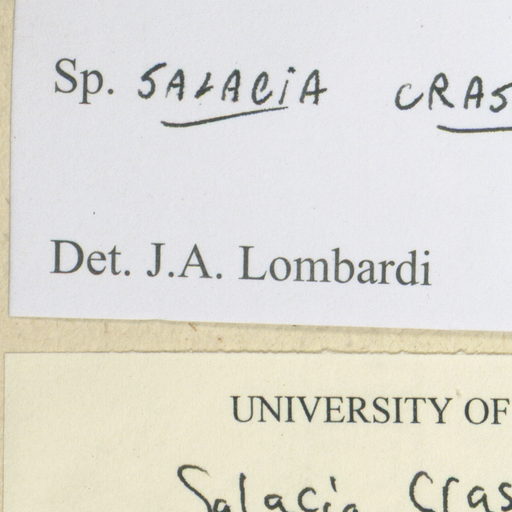 Sp. SALACIA CRAS
Det. J.A. Lombardi
UNIVERSITY OF
Salacia Cras